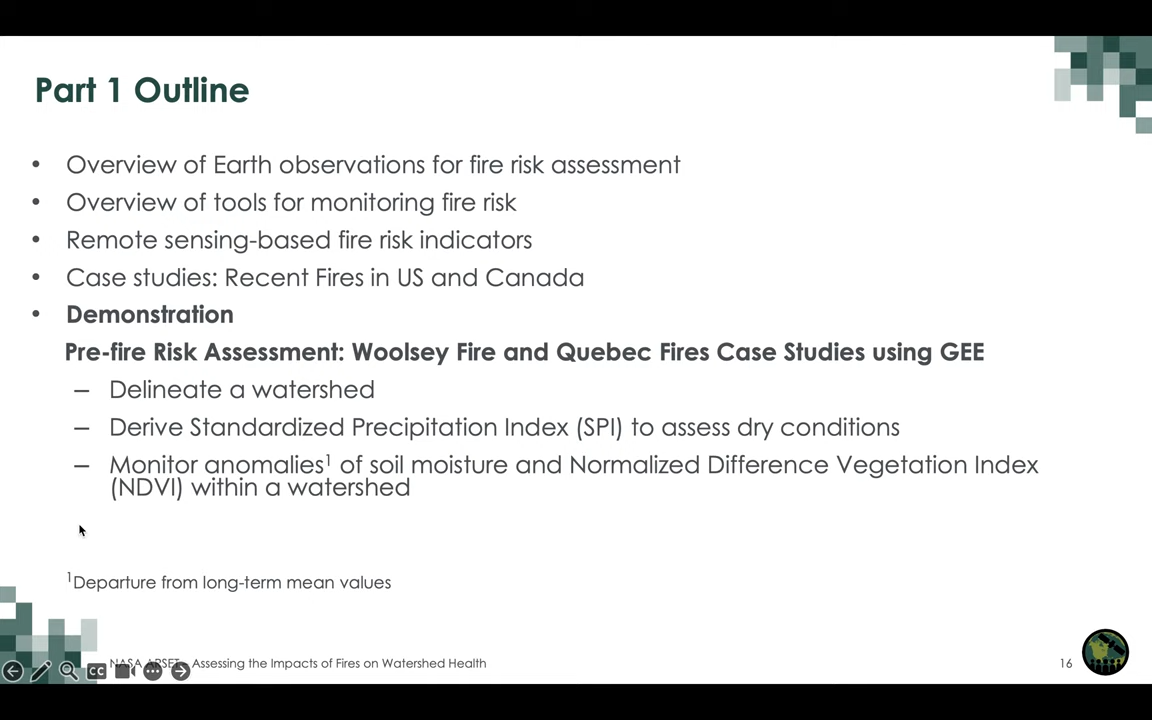 Part 1 Outline
• Overview of Earth observations for fire risk assessment
• Overview of tools for monitoring fire risk
• Remote sensing-based fire risk indicators
• Case studies: Recent Fires in US and Canada
• Demonstration
Pre-fire Risk Assessment: Woolsey Fire and Quebec Fires Case Studies using GEE
– Delineate a watershed
– Derive Standardized Precipitation Index (SPI) to assess dry conditions
– Monitor anomalies¹ of soil moisture and Normalized Difference Vegetation Index
(NDVI) within a watershed
¹Departure from long-term mean values
CC
NASA ARSET – Assessing the Impacts of Fires on Watershed Health
16